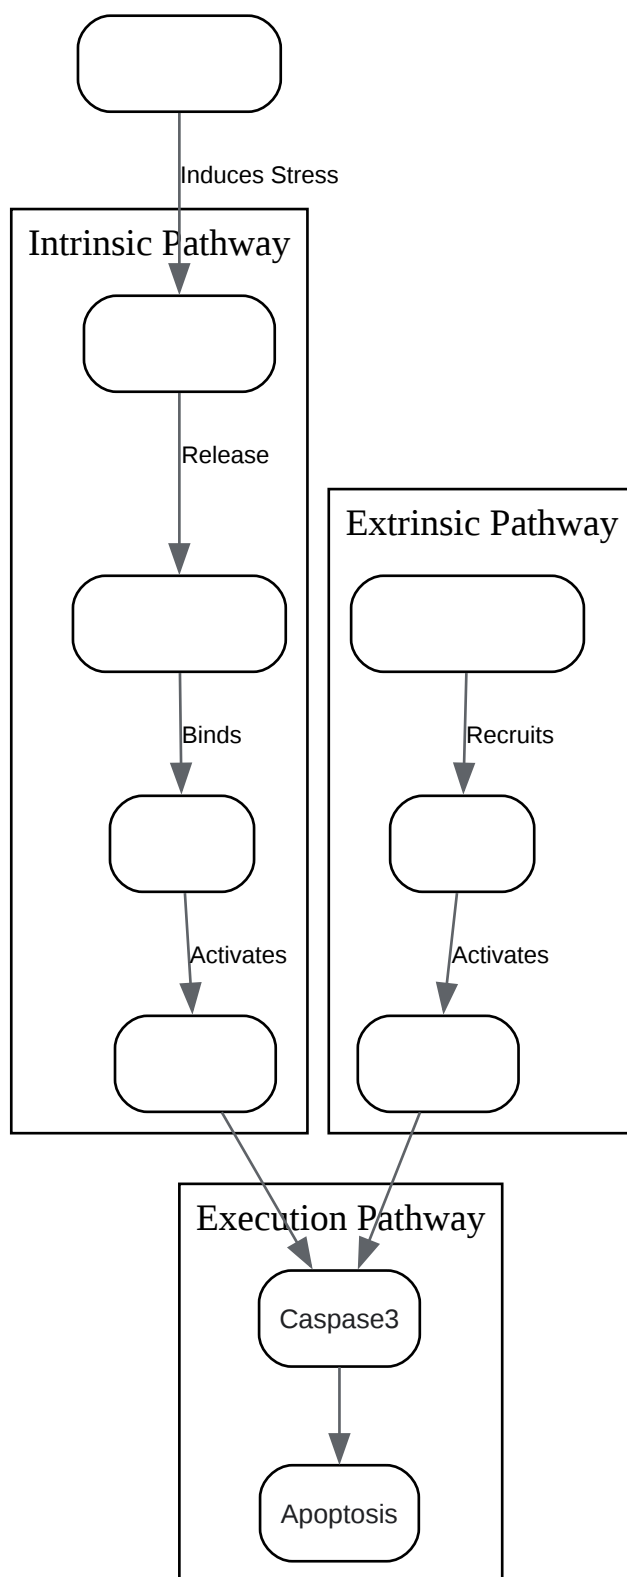 Induces Stress
Intrinsic Pathway
Release
Extrinsic Pathway
Binds
Recruits
Activates
Activates
Execution Pathway
Caspase3
Apoptosis